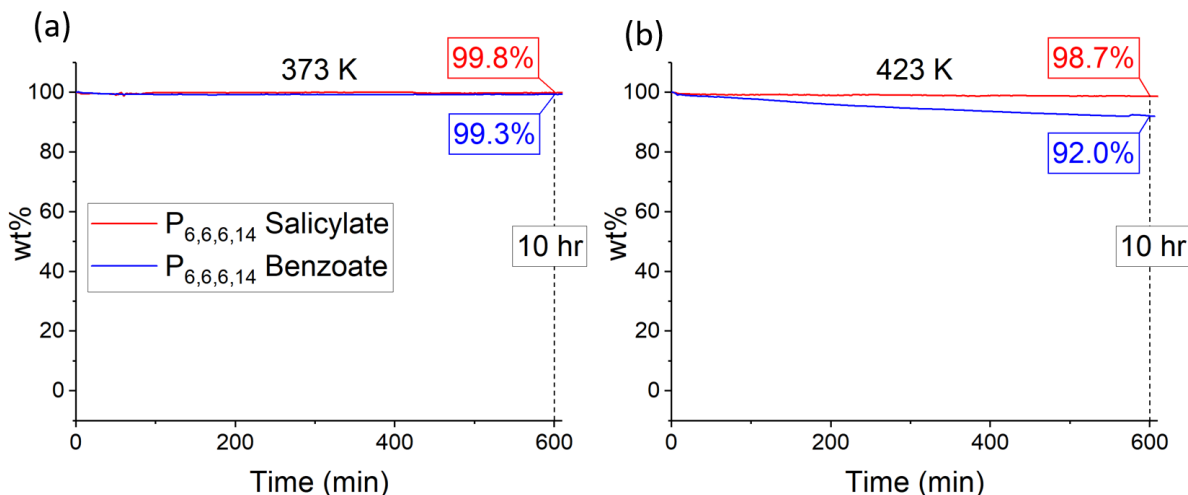 (a)
373 K
99.8%
99.3%
100
80
60
40
20
0
wt%
P6,6,6,14 Salicylate
P6,6,6,14 Benzoate
10 hr
0
200
400
600
Time (min)
(b)
423 K
98.7%
92.0%
100
80
60
40
20
0
wt%
10 hr
0
200
400
600
Time (min)